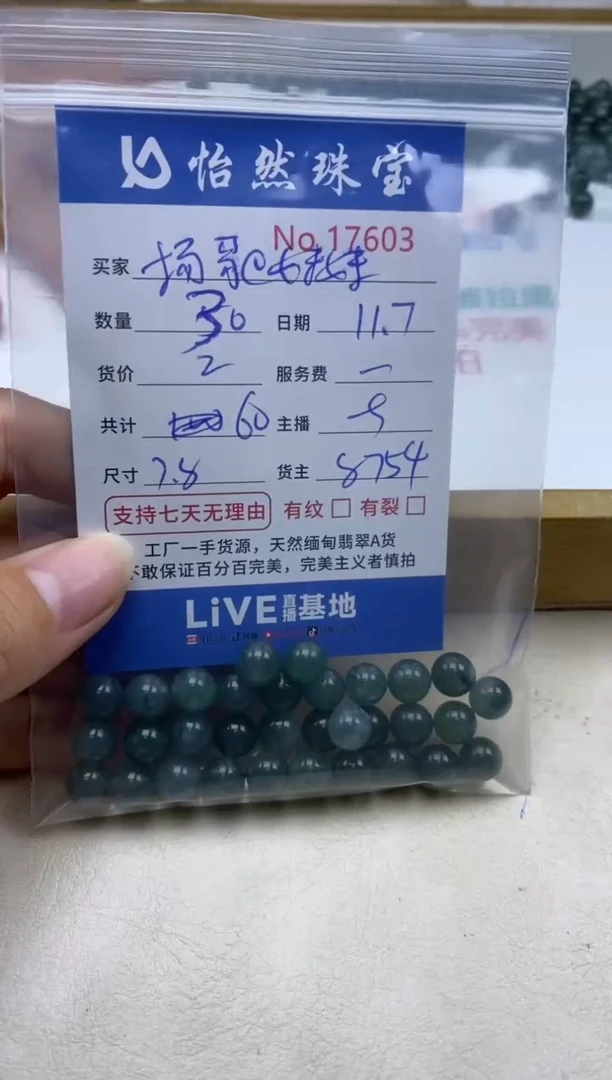 怡然珠宝
No.17603
买家
数量 30 日期 11.7
货价 2 服务费 一
共计 60 主播
尺寸 7.8 货主 8754
支持七天无理由 有纹□ 有裂□
工厂一手货源，天然缅甸翡翠A货
不敢保证百分百完美，完美主义者慎拍
LiVE直播基地